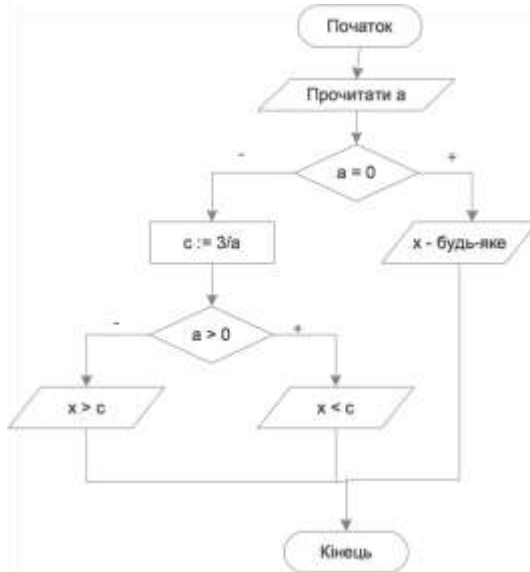 Початок
Прочитати a
- +
a = 0
c := 3/a
x - будь-яке
- +
a > 0
x > c
x < c
Кінець